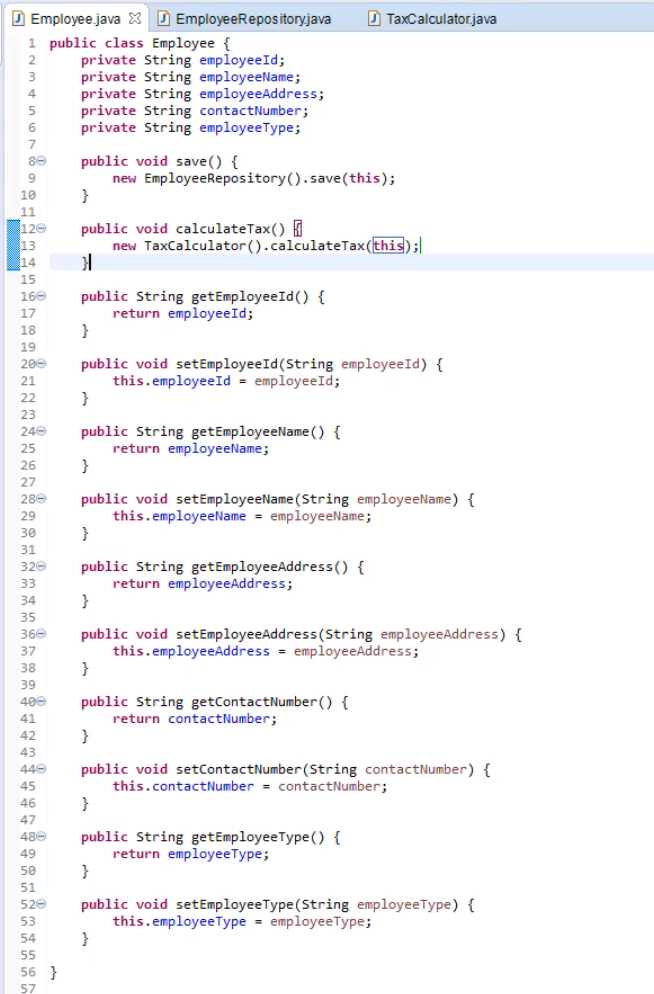 Employee.java EmployeeRepository.java TaxCalculator.java
1 public class Employee {
2 private String employeeId;
3 private String employeeName;
4 private String employeeAddress;
5 private String contactNumber;
6 private String employeeType;
7
8 public void save() {
9 new EmployeeRepository().save(this);
10 }
11
12 public void calculateTax() {
13 new TaxCalculator().calculateTax(this);
14 }
15
16 public String getEmployeeId() {
17 return employeeId;
18 }
19
20 public void setEmployeeId(String employeeId) {
21 this.employeeId = employeeId;
22 }
23
24 public String getEmployeeName() {
25 return employeeName;
26 }
27
28 public void setEmployeeName(String employeeName) {
29 this.employeeName = employeeName;
30 }
31
32 public String getEmployeeAddress() {
33 return employeeAddress;
34 }
35
36 public void setEmployeeAddress(String employeeAddress) {
37 this.employeeAddress = employeeAddress;
38 }
39
40 public String getContactNumber() {
41 return contactNumber;
42 }
43
44 public void setContactNumber(String contactNumber) {
45 this.contactNumber = contactNumber;
46 }
47
48 public String getEmployeeType() {
49 return employeeType;
50 }
51
52 public void setEmployeeType(String employeeType) {
53 this.employeeType = employeeType;
54 }
55
56 }
57